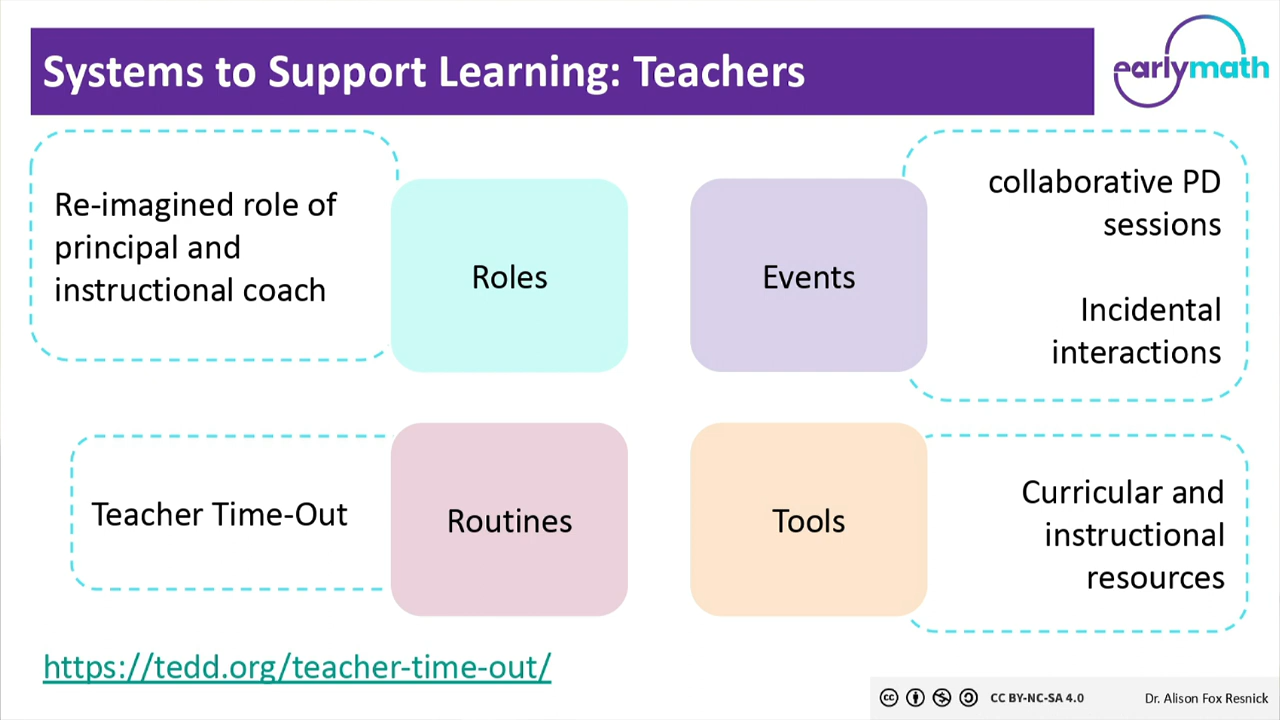 Systems to Support Learning: Teachers
earlymath
Re-imagined role of
principal and
instructional coach
Roles
Events
collaborative PD
sessions
Incidental
interactions
Teacher Time-Out
Routines
Tools
Curricular and
instructional
resources
https://tedd.org/teacher-time-out/
cc
CC BY-NC-SA 4.0
Dr. Alison Fox Resnick